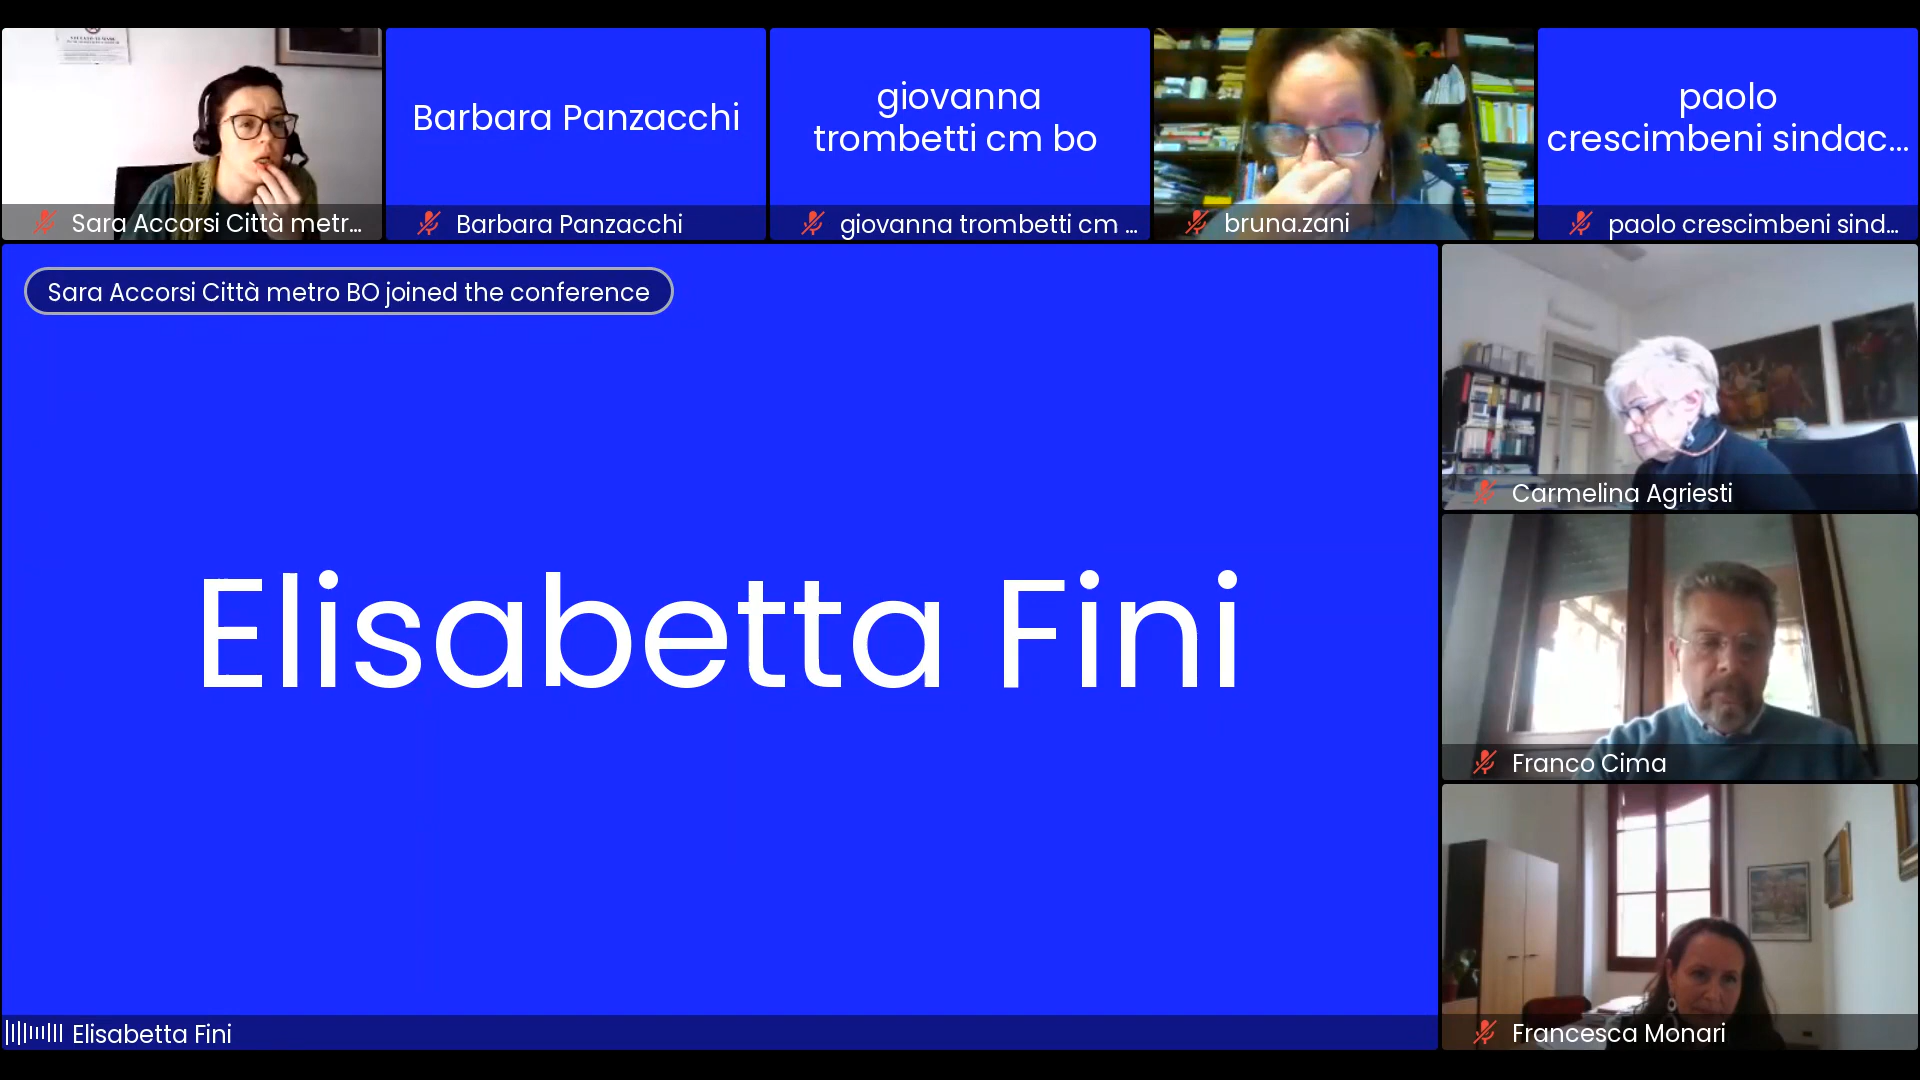 Barbara Panzacchi
giovanna
trombetti cm bo
paolo
crescimbeni sindac...
Sara Accorsi Città metr...
Barbara Panzacchi
giovanna trombetti cm ...
bruna.zani
paolo crescimbeni sind...
Sara Accorsi Città metro BO joined the conference
Elisabetta Fini
Carmelina Agriesti
Franco Cima
Francesca Monari
Elisabetta Fini